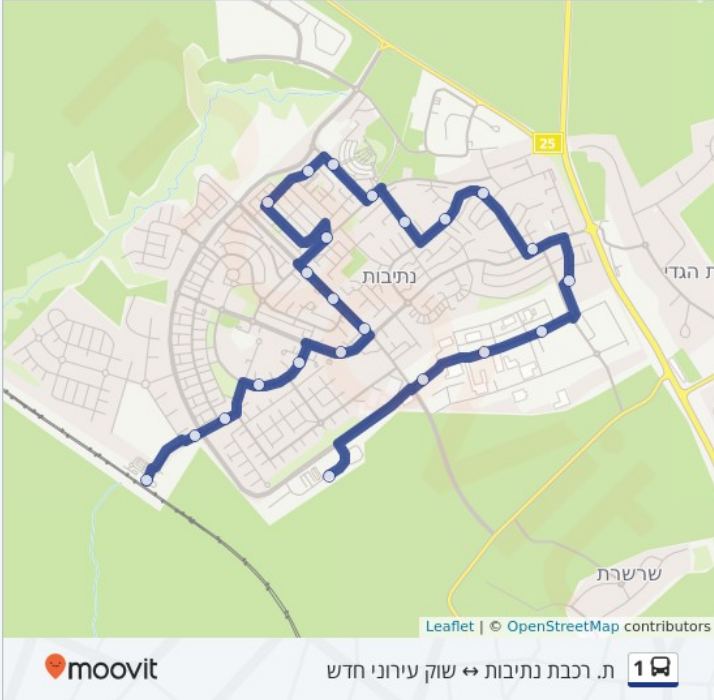 25
ת הגדי
נתיבות
שרשרת
Leaflet | © OpenStreetMap contributors
moovit
ת. רכבת נתיבות ↔ שוק עירוני חדש
1